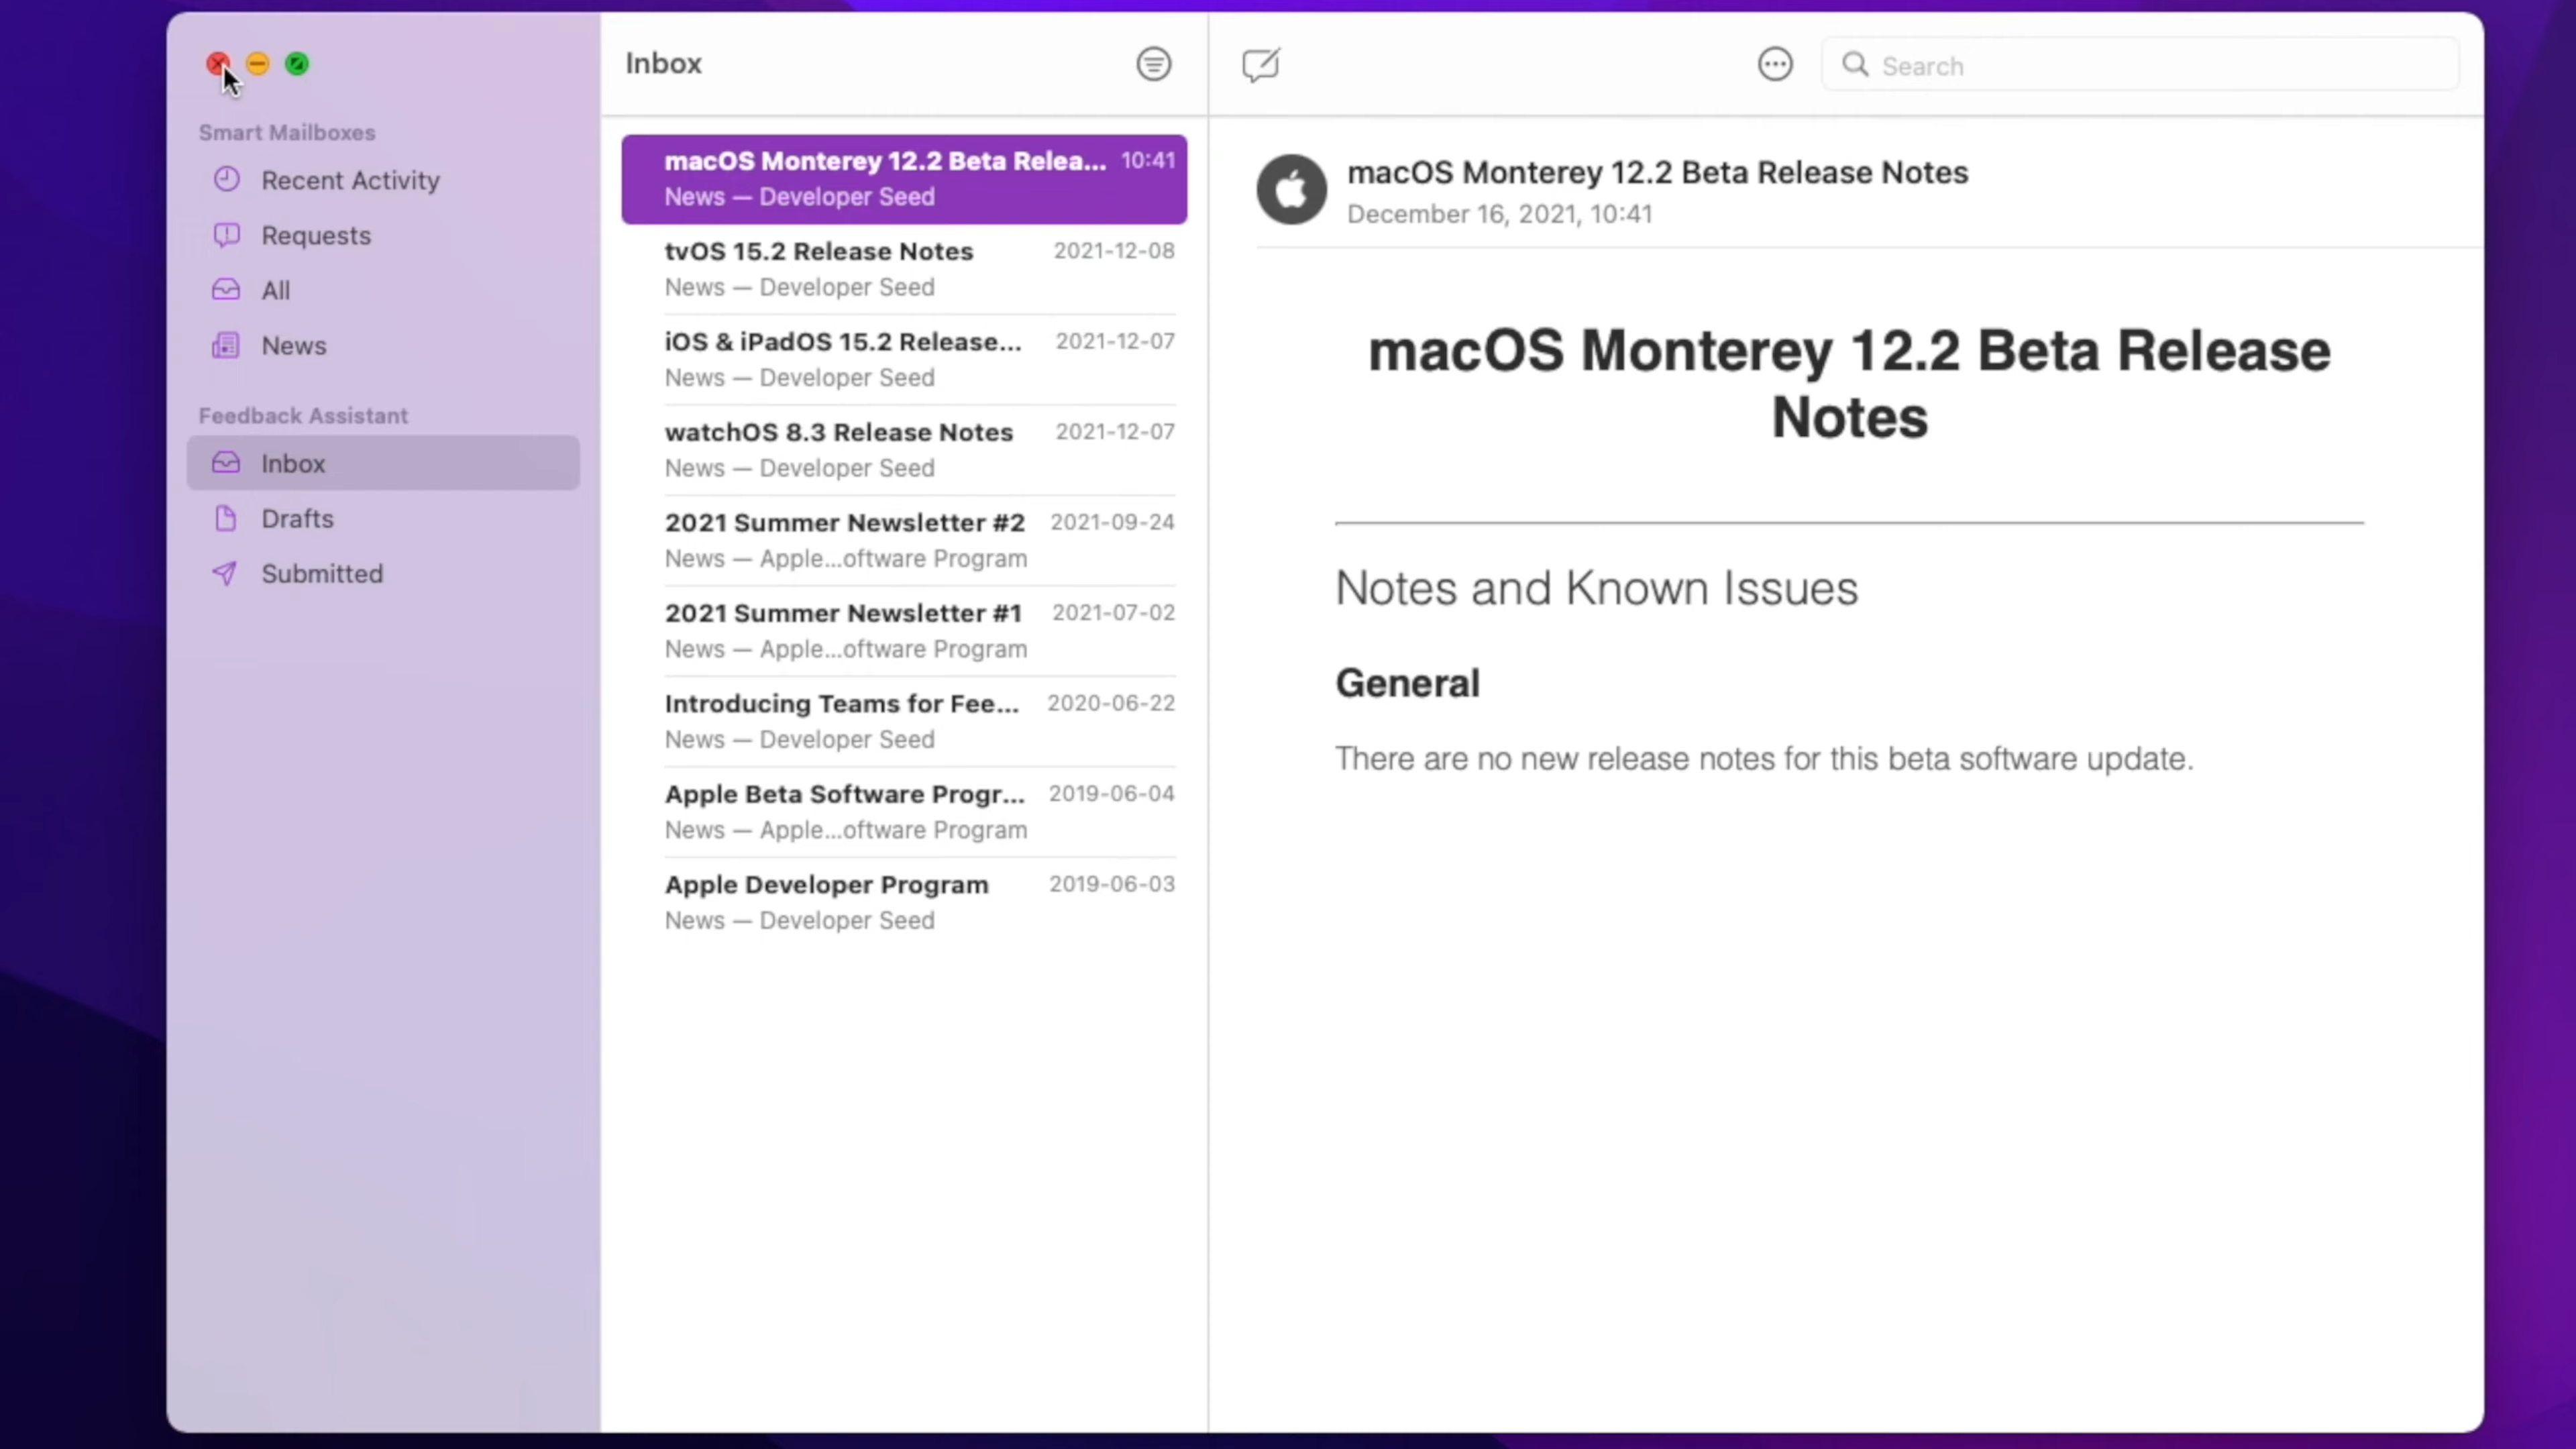 Smart Mailboxes
Recent Activity
Requests
All
News
Feedback Assistant
Inbox
Drafts
Submitted
Inbox
macOS Monterey 12.2 Beta Relea... 10:41
News — Developer Seed
tvOS 15.2 Release Notes 2021-12-08
News — Developer Seed
iOS & iPadOS 15.2 Release... 2021-12-07
News — Developer Seed
watchOS 8.3 Release Notes 2021-12-07
News — Developer Seed
2021 Summer Newsletter #2 2021-09-24
News — Apple...oftware Program
2021 Summer Newsletter #1 2021-07-02
News — Apple...oftware Program
Introducing Teams for Fee... 2020-06-22
News — Developer Seed
Apple Beta Software Progr... 2019-06-04
News — Apple...oftware Program
Apple Developer Program 2019-06-03
News — Developer Seed
Search
macOS Monterey 12.2 Beta Release Notes
December 16, 2021, 10:41
macOS Monterey 12.2 Beta Release
Notes
Notes and Known Issues
General
There are no new release notes for this beta software update.